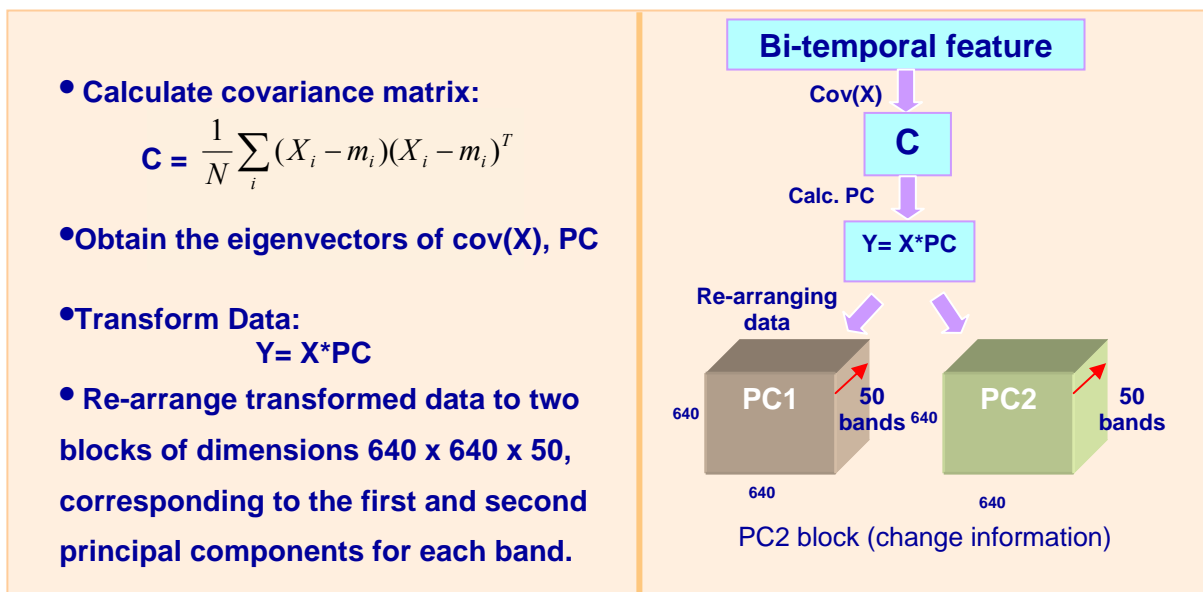 • Calculate covariance matrix:
C = \frac{1}{N} \sum_{i} (X_i - m_i)(X_i - m_i)^T
•Obtain the eigenvectors of cov(X), PC
•Transform Data:
Y= X*PC
• Re-arrange transformed data to two
blocks of dimensions 640 x 640 x 50,
corresponding to the first and second
principal components for each band.
Bi-temporal feature
Cov(X)
C
Calc. PC
Y= X*PC
Re-arranging
data
PC1
50
bands
640
640
PC2
50
bands
640
640
PC2 block (change information)